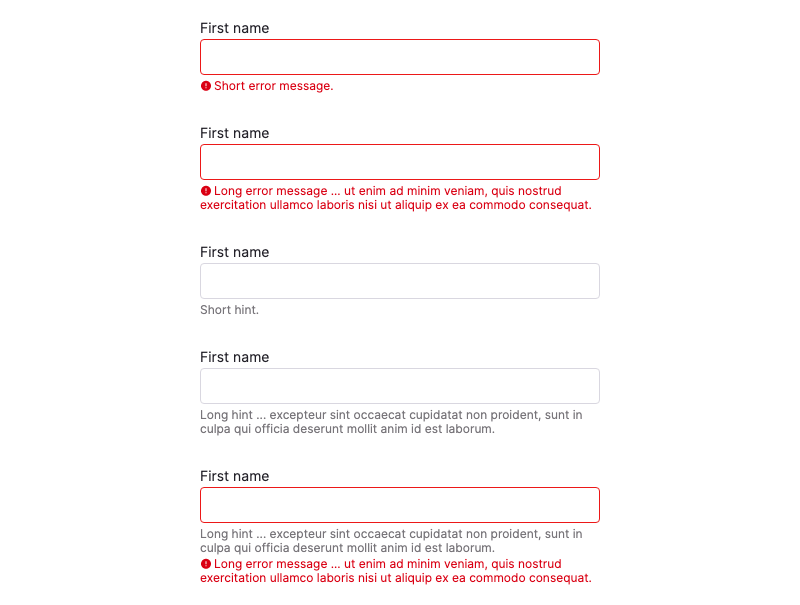 First name
Short error message.
First name
Long error message ... ut enim ad minim veniam, quis nostrud
exercitation ullamco laboris nisi ut aliquip ex ea commodo consequat.
First name
Short hint.
First name
Long hint ... excepteur sint occaecat cupidatat non proident, sunt in
culpa qui officia deserunt mollit anim id est laborum.
First name
Long hint ... excepteur sint occaecat cupidatat non proident, sunt in
culpa qui officia deserunt mollit anim id est laborum.
Long error message ... ut enim ad minim veniam, quis nostrud
exercitation ullamco laboris nisi ut aliquip ex ea commodo consequat.